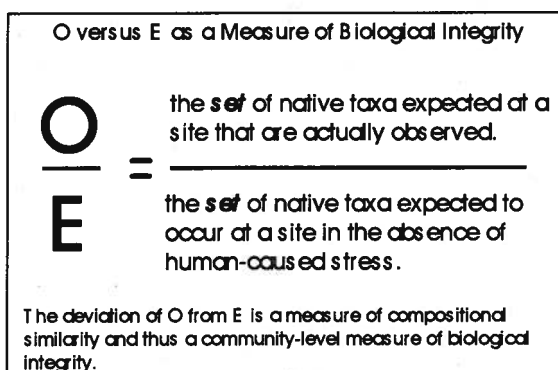 O versus E as a Measure of Biological Integrity
O
the set of native taxa expected at a
site that are actually observed.
=
E
the set of native taxa expected to
occur at a site in the absence of
human-caused stress.
The deviation of O from E is a measure of compositional
similarity and thus a community-level measure of biological
integrity.